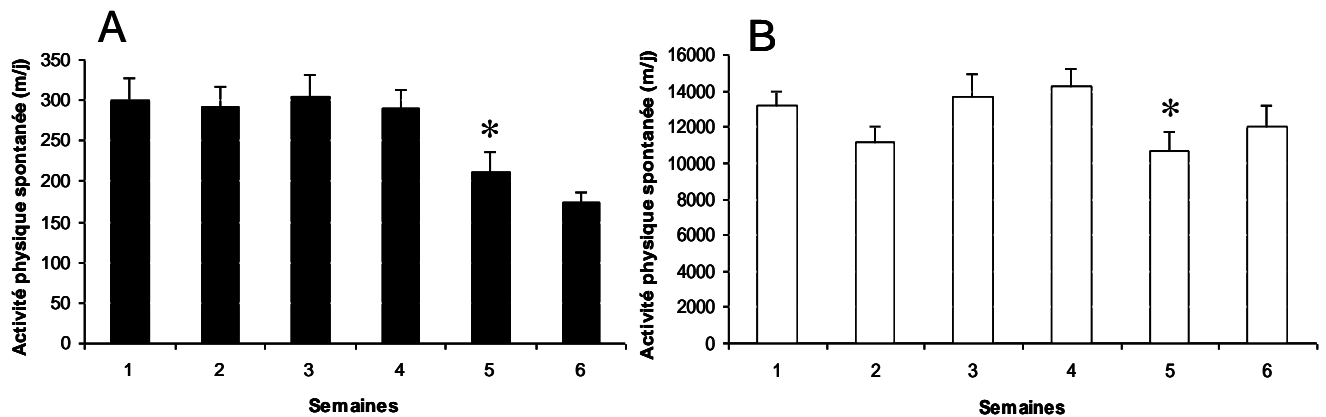 A
Activité physique spontanée (m/j)
350
300
250
200
150
100
50
0
*
1 2 3 4 5 6
Semaines
B
Activité physique spontanée (m/j)
16000
14000
12000
10000
8000
6000
4000
2000
0
*
1 2 3 4 5 6
Semaines